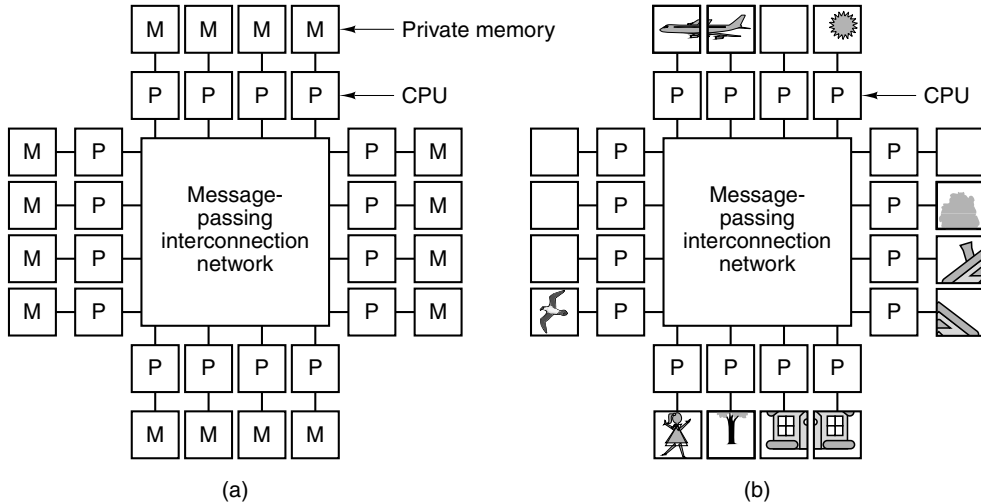 M M M M Private memory
P P P P CPU
M P P M
M P P M
M P P M
M P P M
Message-
passing
interconnection
network
P P P P
M M M M
(a)
P P P P CPU
P P
P P
P P
P P
Message-
passing
interconnection
network
P P P P
(b)